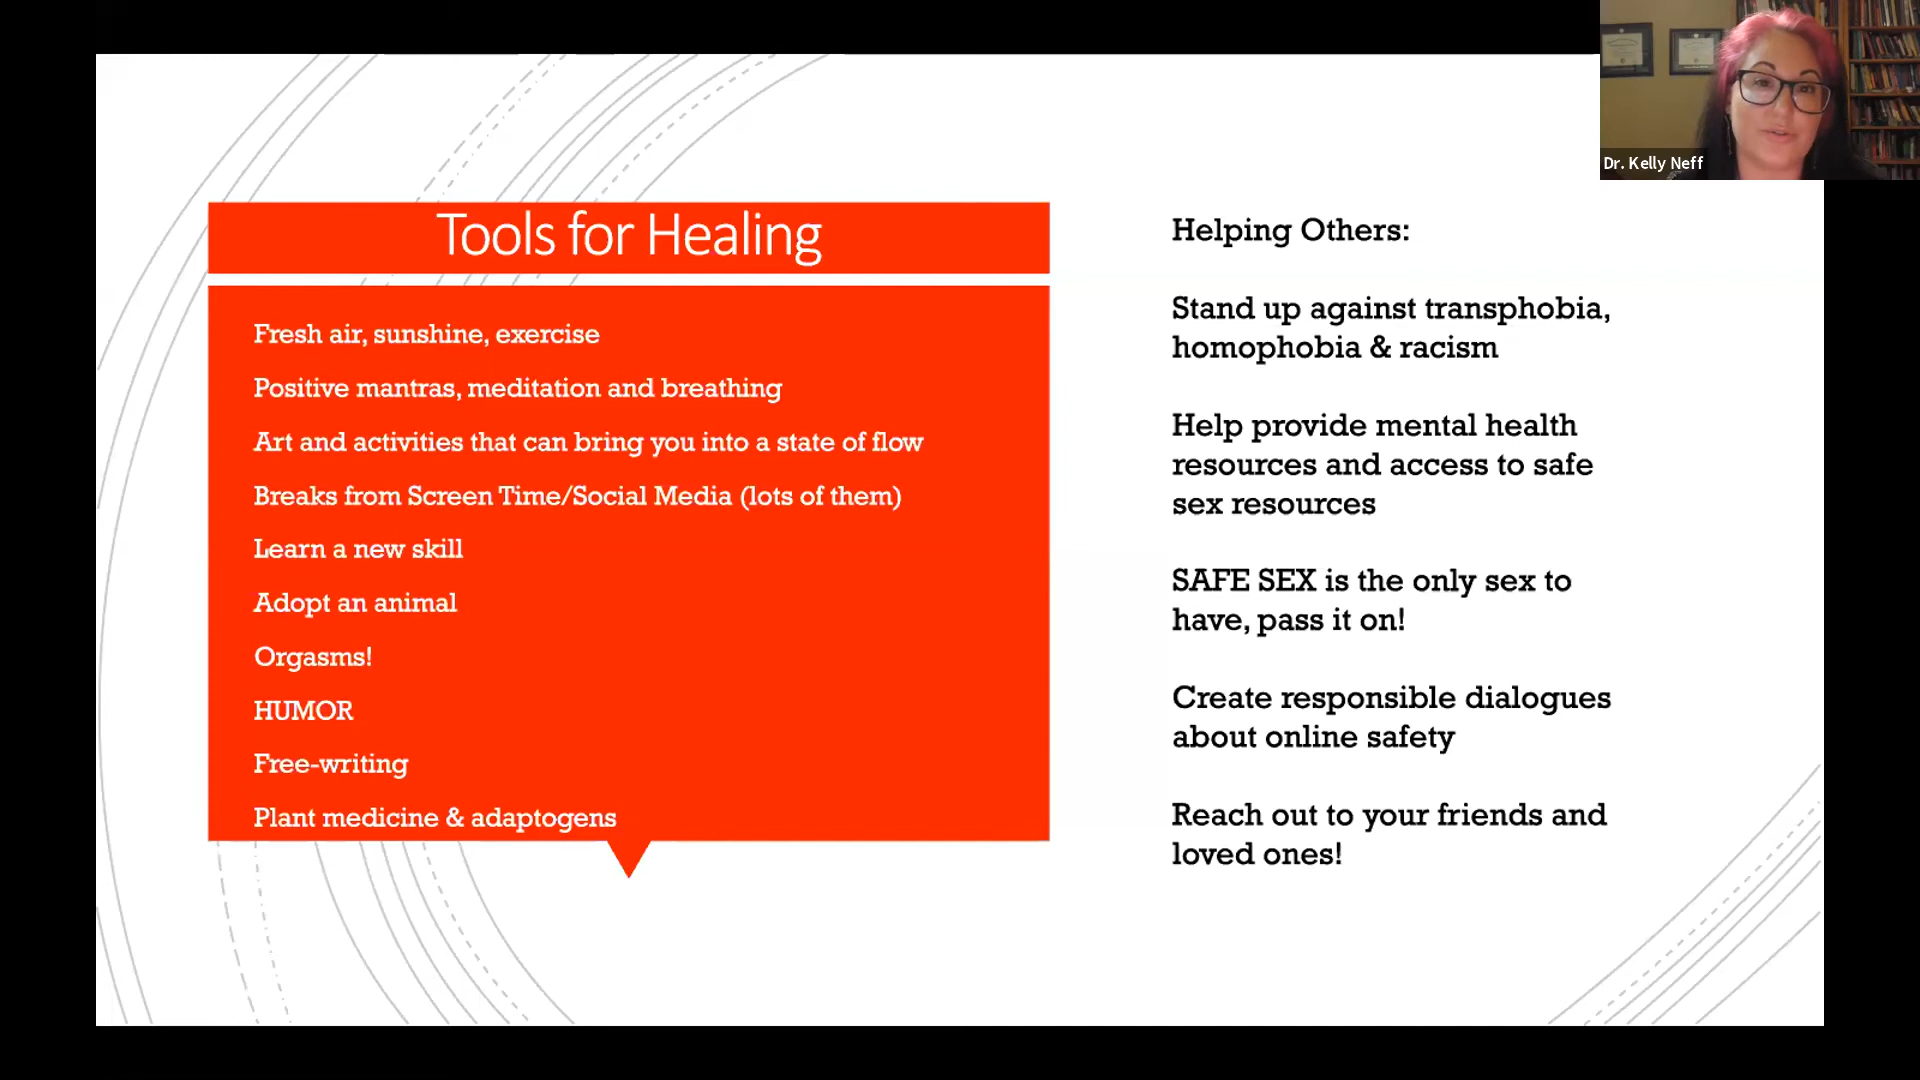 Dr. Kelly Neff
Tools for Healing
Fresh air, sunshine, exercise
Positive mantras, meditation and breathing
Art and activities that can bring you into a state of flow
Breaks from Screen Time/Social Media (lots of them)
Learn a new skill
Adopt an animal
Orgasms!
HUMOR
Free-writing
Plant medicine & adaptogens
Helping Others:
Stand up against transphobia,
homophobia & racism
Help provide mental health
resources and access to safe
sex resources
SAFE SEX is the only sex to
have, pass it on!
Create responsible dialogues
about online safety
Reach out to your friends and
loved ones!